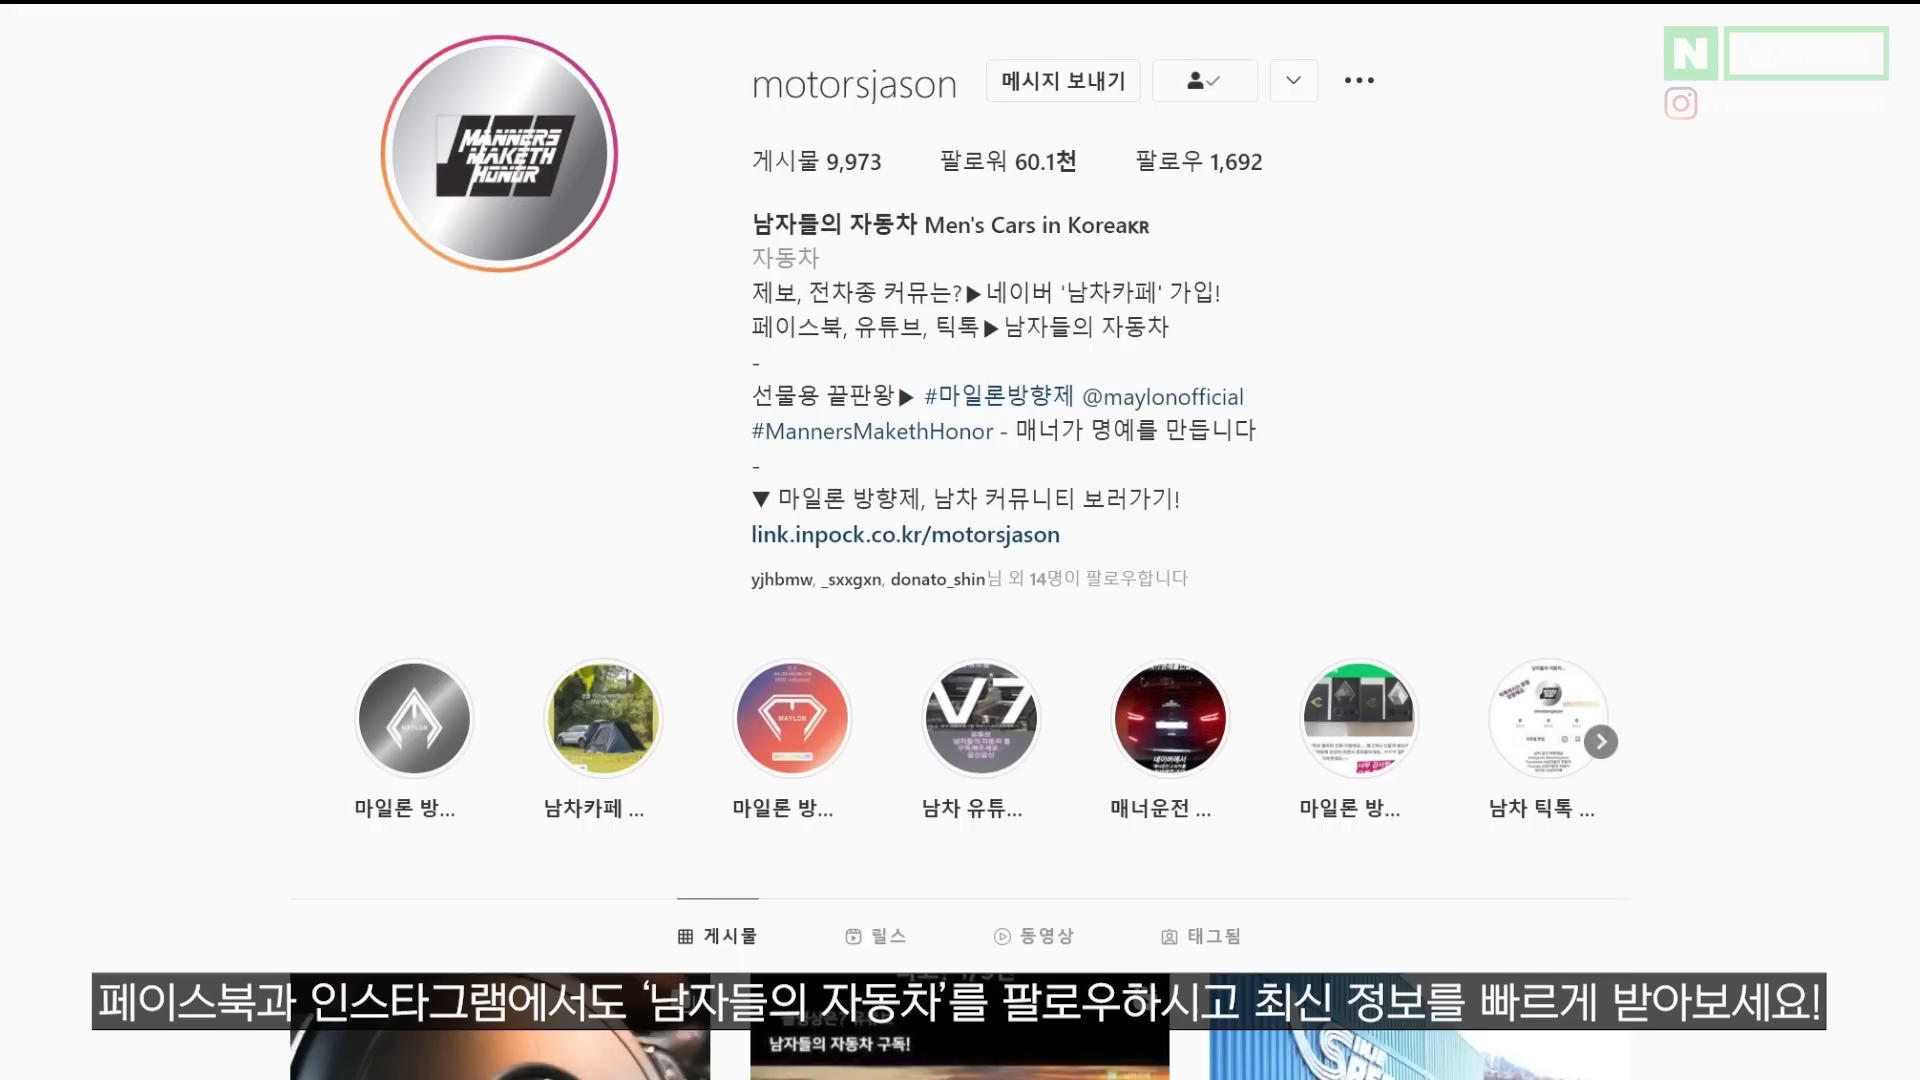 motorsjason 메시지 보내기
게시물 9,973 팔로워 60.1천 팔로우 1,692
남자들의 자동차 Men's Cars in KoreaKR
자동차
제보, 전차종 커뮤는?▶네이버 '남차카페' 가입!
페이스북, 유튜브, 틱톡▶남자들의 자동차
-
선물용 끝판왕▶ #마일론방향제 @maylonofficial
#MannersMakethHonor - 매너가 명예를 만듭니다
-
▼ 마일론 방향제, 남차 커뮤니티 보러가기!
link.inpock.co.kr/motorsjason
yjhbmw, _sxxgxn, donato_shin님 외 14명이 팔로우합니다
MANNERS
MAKETH
HONOR
N
MAYLON
MAYLON
V7
마일론 방... 남차카페 ... 마일론 방... 남차 유튜... 매너운전 ... 마일론 방... 남차 틱톡 ...
게시물 릴스 동영상 태그됨
페이스북과 인스타그램에서도 ‘남자들의 자동차’를 팔로우하시고 최신 정보를 빠르게 받아보세요!
남자들의 자동차 구독!